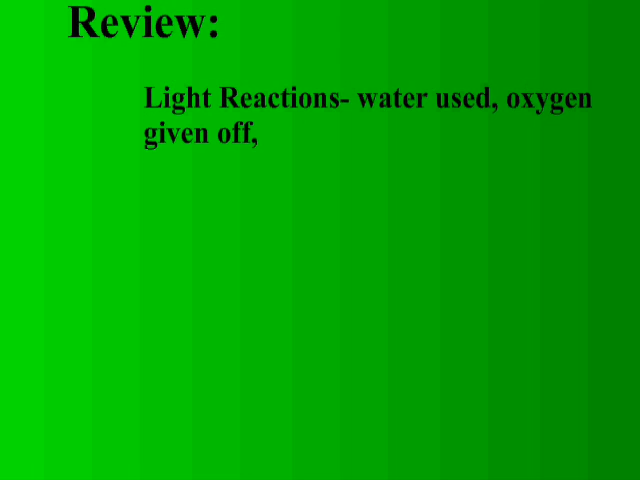 Review:
Light Reactions- water used, oxygen
given off,